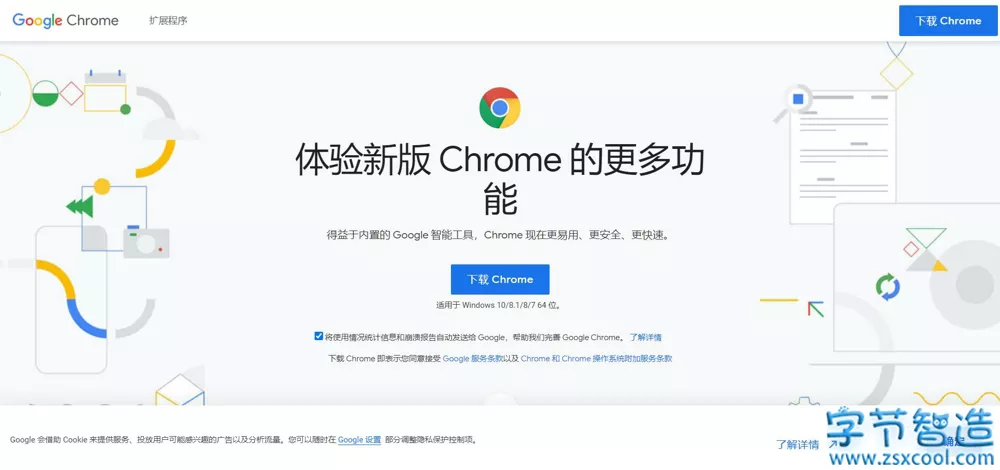 Google Chrome
扩展程序
下载 Chrome
体验新版 Chrome 的更多功
能
得益于内置的 Google 智能工具，Chrome 现在更易用、更安全、更快速。
下载 Chrome
适用于 Windows 10/8.1/8/7 64 位。
将使用情况统计信息和崩溃报告自动发送给 Google，帮助我们完善 Google Chrome。 了解详情
下载 Chrome 即表示您同意接受 Google 服务条款以及 Chrome 和 Chrome 操作系统附加服务条款
Google 会借助 Cookie 来提供服务、投放用户可能感兴趣的广告以及分析流量。您可以随时在 Google 设置 部分调整隐私保护控制项。
了解详情
确定
字节智造
www.zsxcool.com